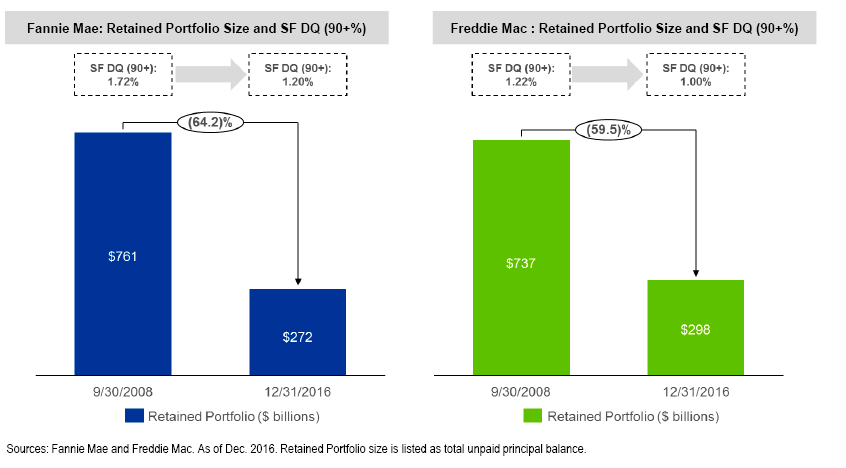 Fannie Mae: Retained Portfolio Size and SF DQ (90+%)
SF DQ (90+):
1.72%
SF DQ (90+):
1.20%
(64.2)%
$761
$272
9/30/2008
12/31/2016
Retained Portfolio ($ billions)
Freddie Mac : Retained Portfolio Size and SF DQ (90+%)
SF DQ (90+):
1.22%
SF DQ (90+):
1.00%
(59.5)%
$737
$298
9/30/2008
12/31/2016
Retained Portfolio ($ billions)
Sources: Fannie Mae and Freddie Mac. As of Dec. 2016. Retained Portfolio size is listed as total unpaid principal balance.